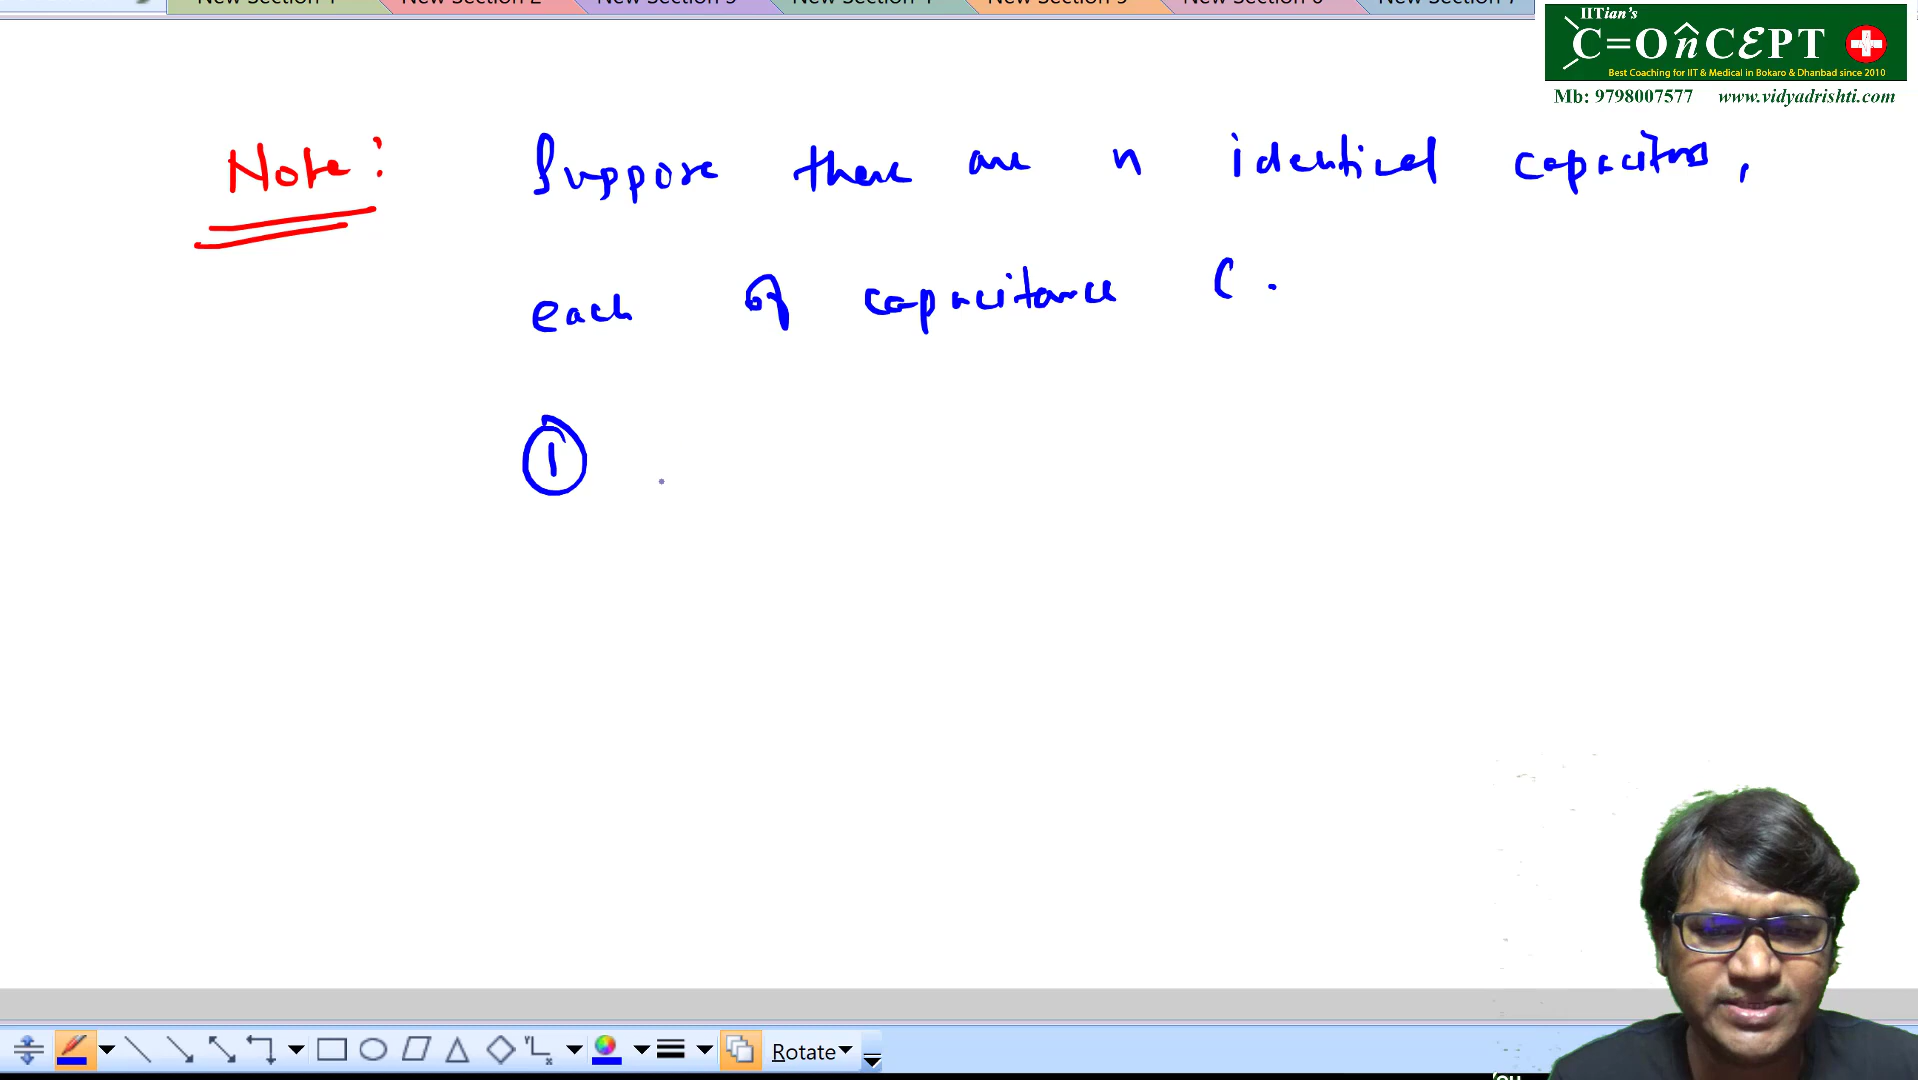 IITian's
C=OnCEPT
Best Coaching for IIT & Medical in Bokaro & Dhanbad since 2010
Mb: 9798007577 www.vidyadrishti.com
Note: Suppose there are n identical capacitors,
each of capacitance C.
1
Rotate